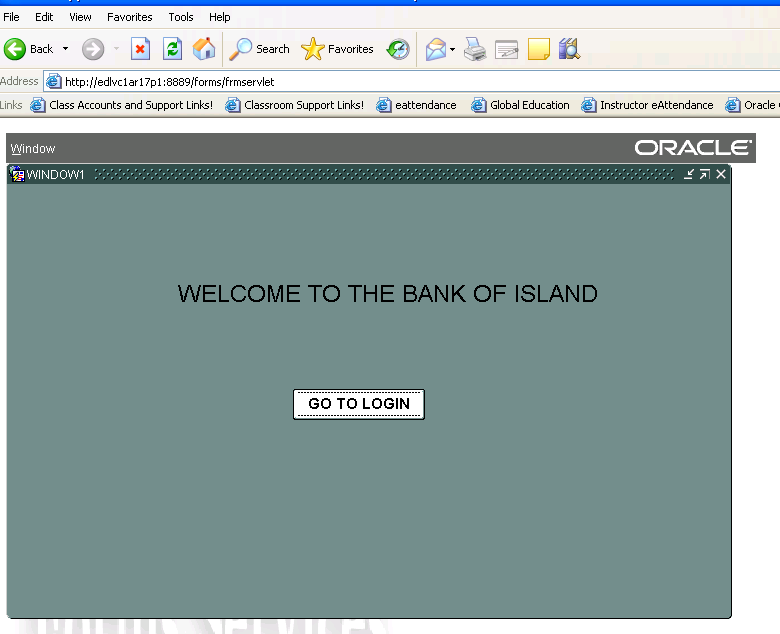 File Edit View Favorites Tools Help
Back Search Favorites
Address http://edlvc1ar17p1:8889/forms/frmservlet
Links Class Accounts and Support Links! Classroom Support Links! eattendance Global Education Instructor eAttendance Oracle
Window ORACLE
WINDOW1
WELCOME TO THE BANK OF ISLAND
GO TO LOGIN